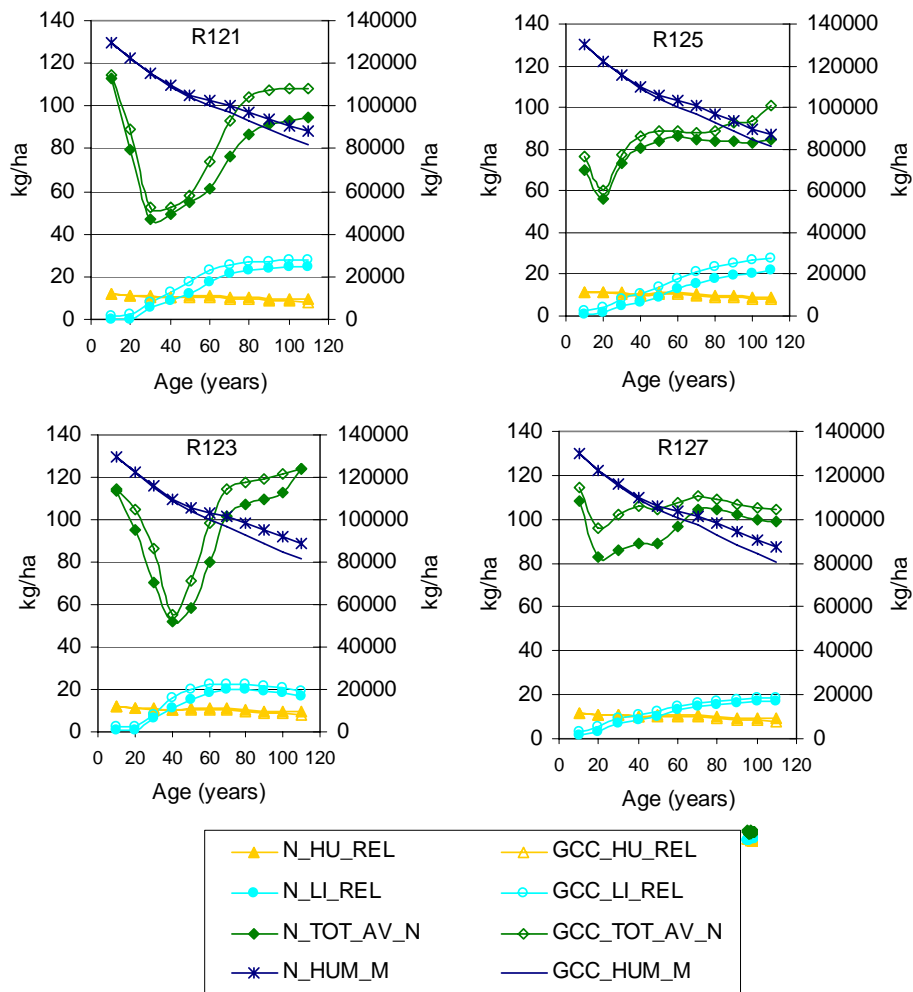 R121
140
120
100
80
60
40
20
0
kg/ha
140000
120000
100000
80000
60000
40000
20000
0
kg/ha
0 20 40 60 80 100 120
Age (years)
R125
140
120
100
80
60
40
20
0
kg/ha
140000
120000
100000
80000
60000
40000
20000
0
kg/ha
0 20 40 60 80 100 120
Age (years)
R123
140
120
100
80
60
40
20
0
kg/ha
140000
120000
100000
80000
60000
40000
20000
0
kg/ha
0 20 40 60 80 100 120
Age (years)
R127
140
120
100
80
60
40
20
0
kg/ha
140000
120000
100000
80000
60000
40000
20000
0
kg/ha
0 20 40 60 80 100 120
Age (years)
N_HU_REL GCC_HU_REL
N_LI_REL GCC_LI_REL
N_TOT_AV_N GCC_TOT_AV_N
N_HUM_M GCC_HUM_M